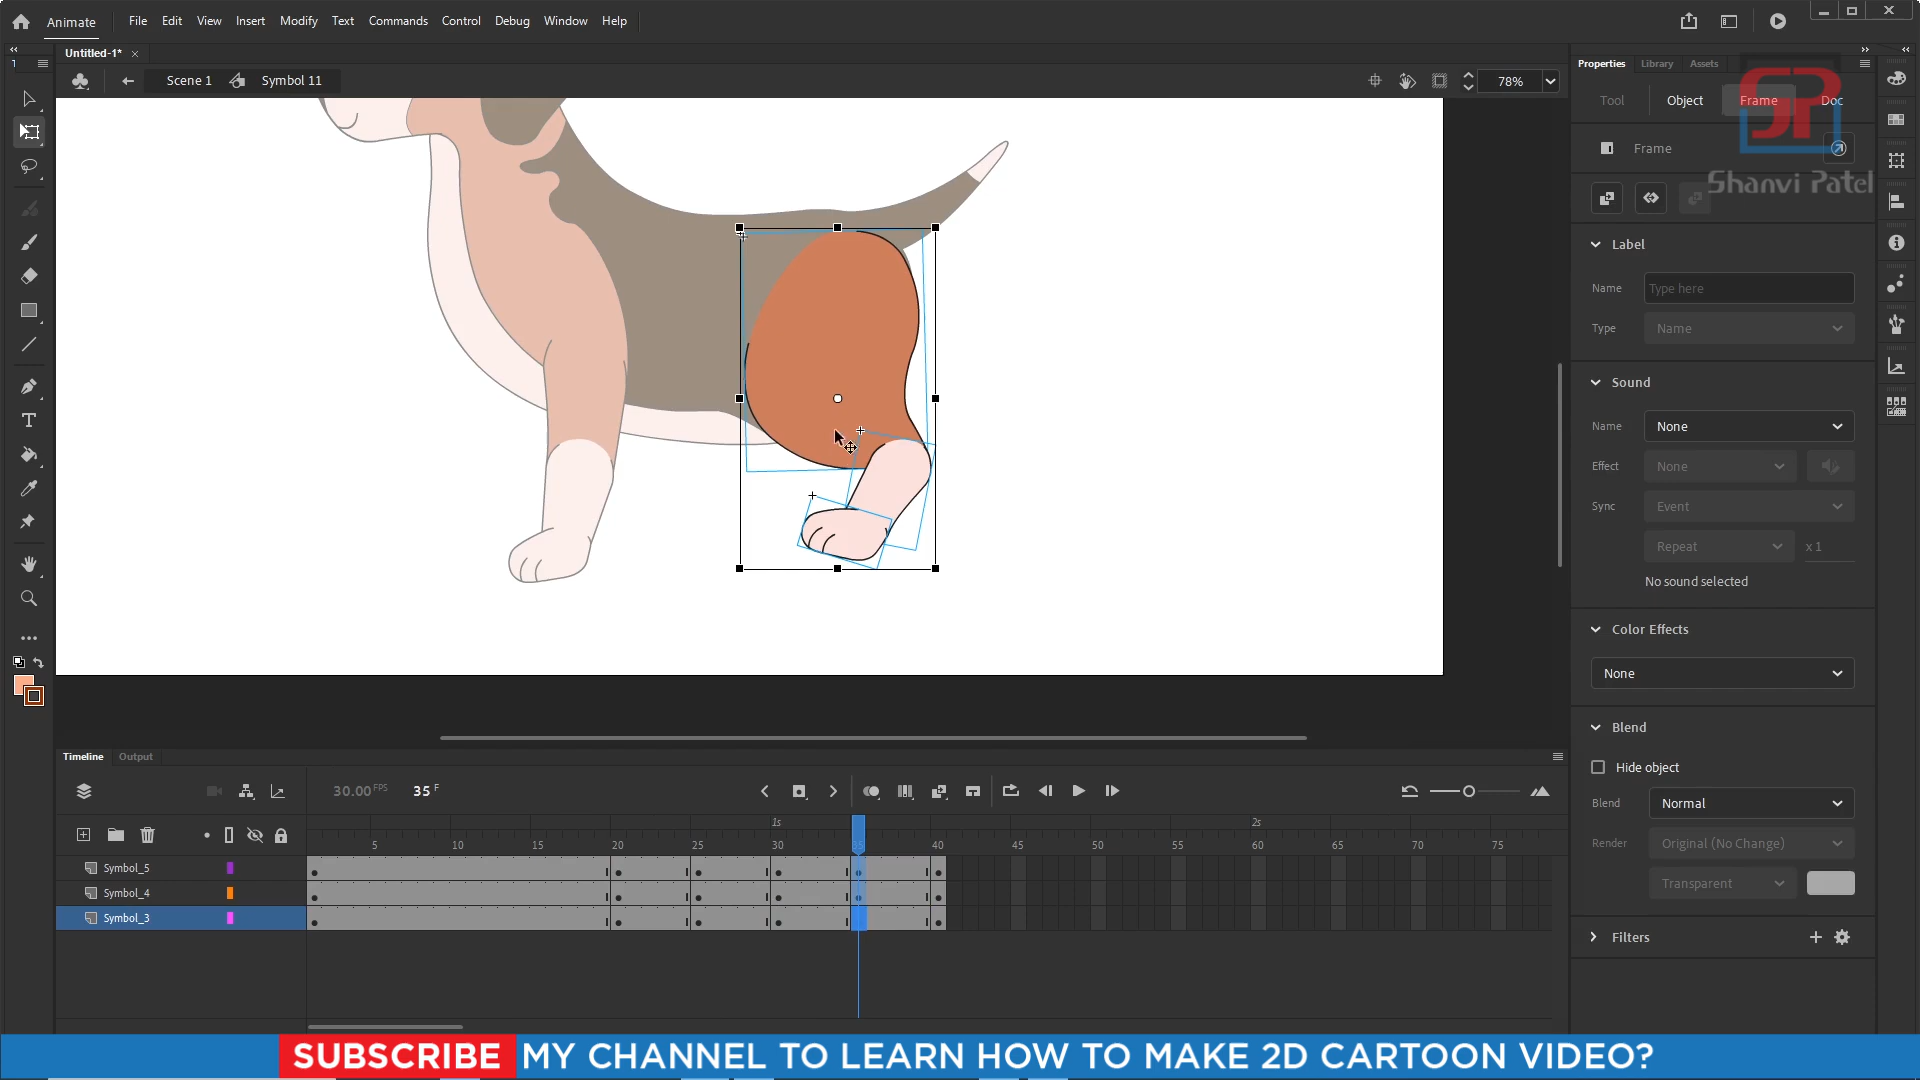 Animate File Edit View Insert Modify Text Commands Control Debug Window Help
Untitled-1*
Scene 1 Symbol 11 78%
Properties Library Assets
Tool Object Frame Doc
SP
Frame
Shanvi Patel
Label
Name Type here
Type Name
Sound
Name None
Effect None
Sync Event
Repeat x 1
No sound selected
Color Effects
None
Blend
Hide object
Blend Normal
Render Original (No Change)
Transparent
Filters
Timeline Output
30.00 FPS 35 F
1s 2s
5 10 15 20 25 30 35 40 45 50 55 60 65 70 75
Symbol_5
Symbol_4
Symbol_3
SUBSCRIBE MY CHANNEL TO LEARN HOW TO MAKE 2D CARTOON VIDEO?